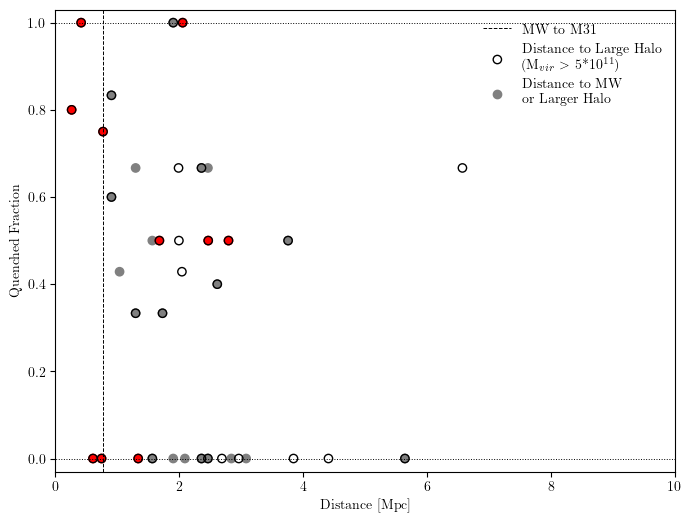 MW to M31
Distance to Large Halo
(M_vir > 5*10^11)
Distance to MW
or Larger Halo
Quenched Fraction
1.0
0.8
0.6
0.4
0.2
0.0
0 2 4 6 8 10
Distance [Mpc]